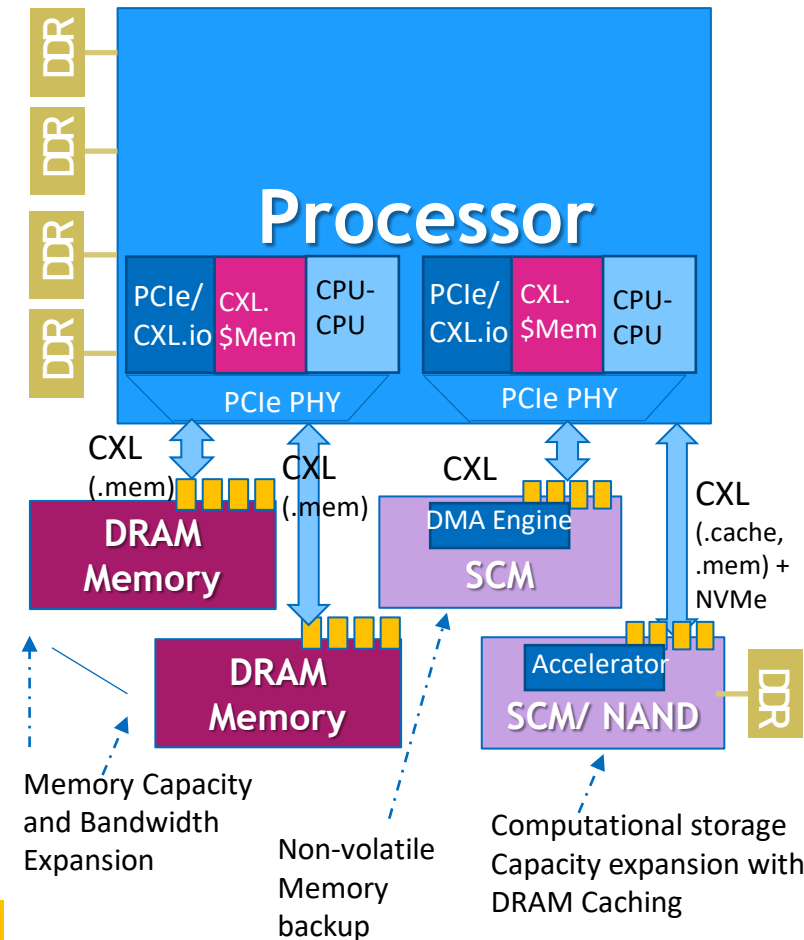 DDR
DDR
DDR
DDR
Processor
PCIe/
CXL.io
CXL.
$Mem
CPU-
CPU
PCIe PHY
PCIe/
CXL.io
CXL.
$Mem
CPU-
CPU
PCIe PHY
CXL
(.mem)
DRAM
Memory
CXL
(.mem)
DRAM
Memory
CXL
DMA Engine
SCM
CXL
(.cache,
.mem) +
NVMe
Accelerator
SCM/ NAND
DDR
Memory Capacity
and Bandwidth
Expansion
Non-volatile
Memory
backup
Computational storage
Capacity expansion with
DRAM Caching